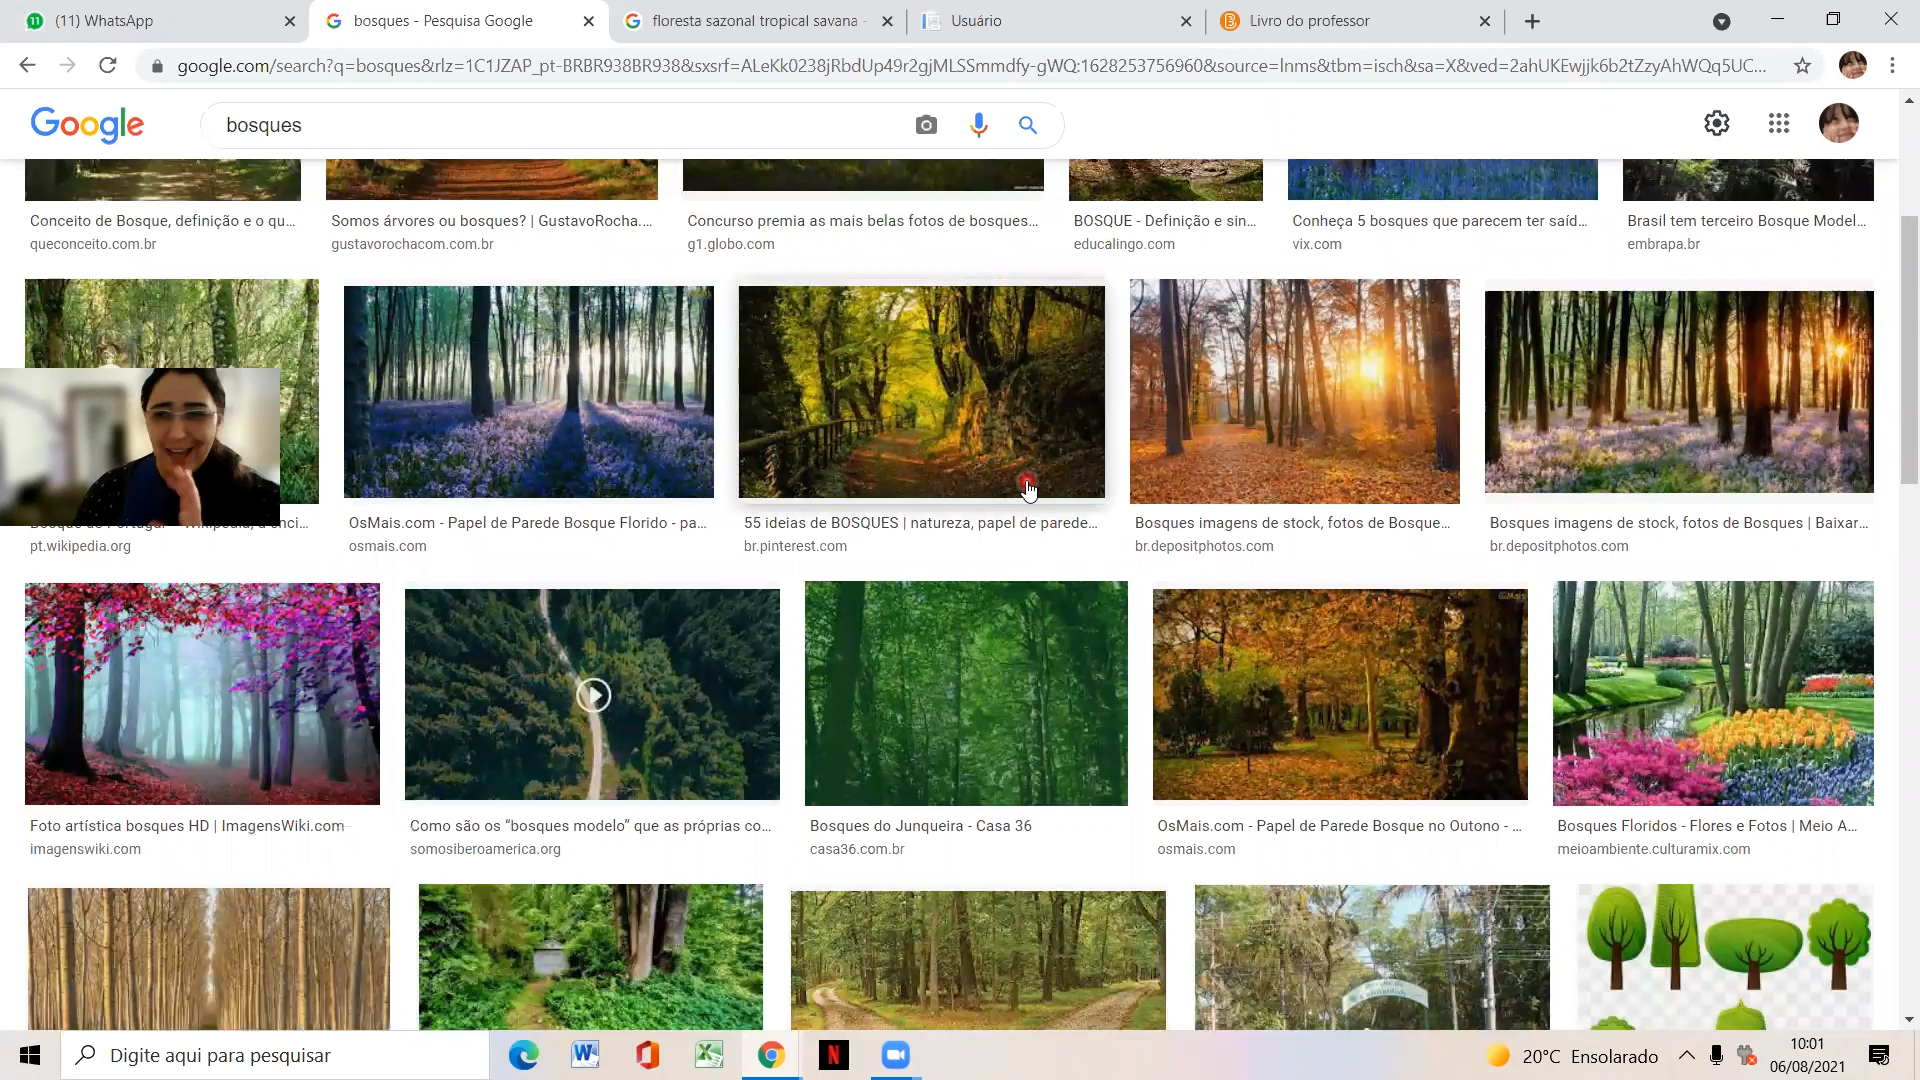 (11) WhatsApp
bosques - Pesquisa Google
floresta sazonal tropical savana -
Usuário
Livro do professor
google.com/search?q=bosques&rlz=1C1JZAP_pt-BRBR938BR938&sxsrf=ALeKk0238jRbdUp49r2gjMLSSmmdfy-gWQ:1628253756960&source=lnms&tbm=isch&sa=X&ved=2ahUKEwjjk6b2tZzyAhWQq5UC...
Google
bosques
Conceito de Bosque, definição e o qu...
queconceito.com.br
Somos árvores ou bosques? | GustavoRocha....
gustavorochacom.com.br
Concurso premia as mais belas fotos de bosques...
g1.globo.com
BOSQUE - Definição e sin...
educalingo.com
Conheça 5 bosques que parecem ter saíd...
vix.com
Brasil tem terceiro Bosque Model...
embrapa.br
Bosque de Portugal - Wikipédia, a enci...
pt.wikipedia.org
OsMais.com - Papel de Parede Bosque Florido - pa...
osmais.com
55 ideias de BOSQUES | natureza, papel de parede...
br.pinterest.com
Bosques imagens de stock, fotos de Bosque...
br.depositphotos.com
Bosques imagens de stock, fotos de Bosques | Baixar...
br.depositphotos.com
Foto artística bosques HD | ImagensWiki.com
imagenswiki.com
Como são os “bosques modelo” que as próprias co...
somosiberoamerica.org
Bosques do Junqueira - Casa 36
casa36.com.br
OsMais.com - Papel de Parede Bosque no Outono - ...
osmais.com
Bosques Floridos - Flores e Fotos | Meio A...
meioambiente.culturamix.com
Digite aqui para pesquisar
20°C Ensolarado
10:01
06/08/2021